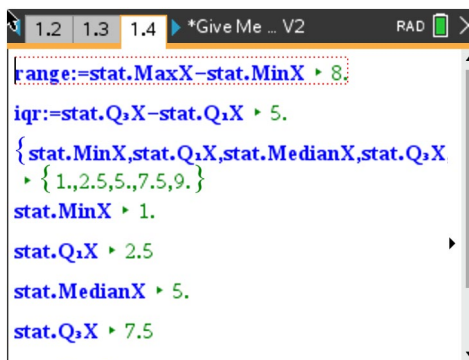 1.2 1.3 1.4 *Give Me ... V2 RAD
range:=stat.MaxX−stat.MinX ▸ 8.
iqr:=stat.Q₃X−stat.Q₁X ▸ 5.
{stat.MinX,stat.Q₁X,stat.MedianX,stat.Q₃X
▸ {1.,2.5,5.,7.5,9.}
stat.MinX ▸ 1.
stat.Q₁X ▸ 2.5
stat.MedianX ▸ 5.
stat.Q₃X ▸ 7.5